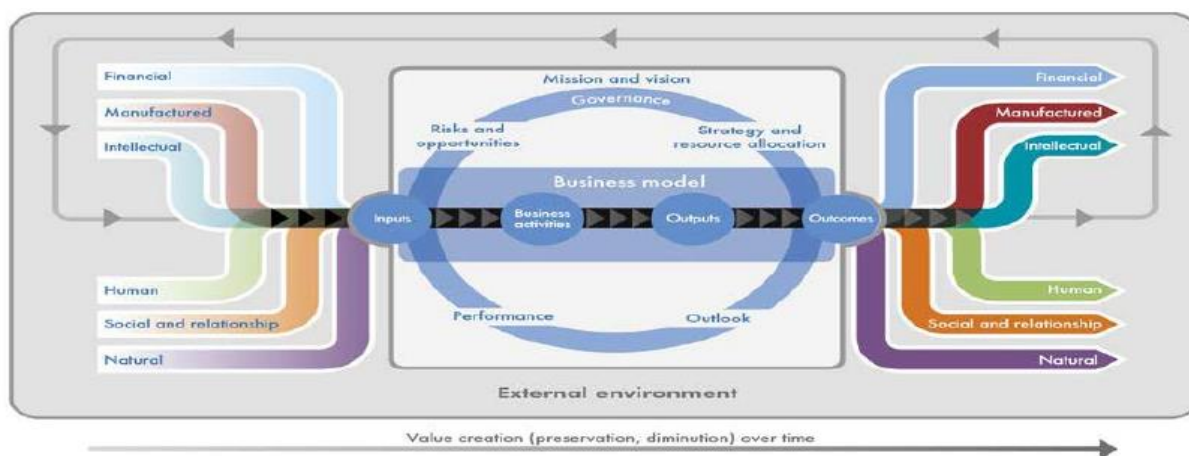 Financial
Manufactured
Intellectual
Human
Social and relationship
Natural
Mission and vision
Governance
Risks and
opportunities
Strategy and
resource allocation
Business model
Inputs
Business
activities
Outputs
Outcomes
Performance
Outlook
Financial
Manufactured
Intellectual
Human
Social and relationship
Natural
External environment
Value creation (preservation, diminution) over time